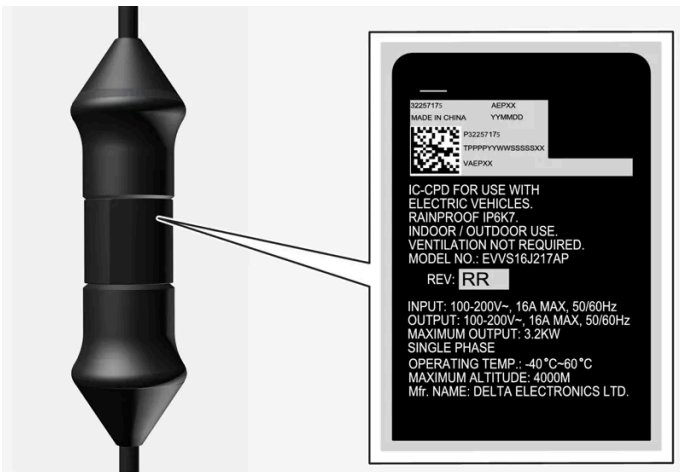 32257175 AEPXX
MADE IN CHINA YYMMDD
P32257175
TPPPPYYWWSSSSSXX
VAEPXX
IC-CPD FOR USE WITH
ELECTRIC VEHICLES.
RAINPROOF IP6K7.
INDOOR / OUTDOOR USE.
VENTILATION NOT REQUIRED.
MODEL NO.: EVVS16J217AP
REV: RR
INPUT: 100-200V~, 16A MAX, 50/60Hz
OUTPUT: 100-200V~, 16A MAX, 50/60Hz
MAXIMUM OUTPUT: 3.2KW
SINGLE PHASE
OPERATING TEMP.: -40°C~60°C
MAXIMUM ALTITUDE: 4000M
Mfr. NAME: DELTA ELECTRONICS LTD.